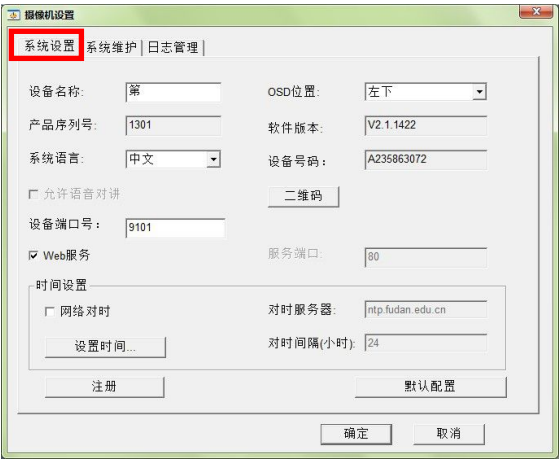 摄像机设置
系统设置 系统维护 日志管理
设备名称: 第 OSD位置: 左下
产品序列号: 1301 软件版本: V2.1.1422
系统语言: 中文 设备号码： A235863072
允许语音对讲 二维码
设备端口号： 9101
Web服务 服务端口: 80
时间设置
网络对时 对时服务器: ntp.fudan.edu.cn
设置时间... 对时间隔(小时): 24
注册 默认配置
确定 取消